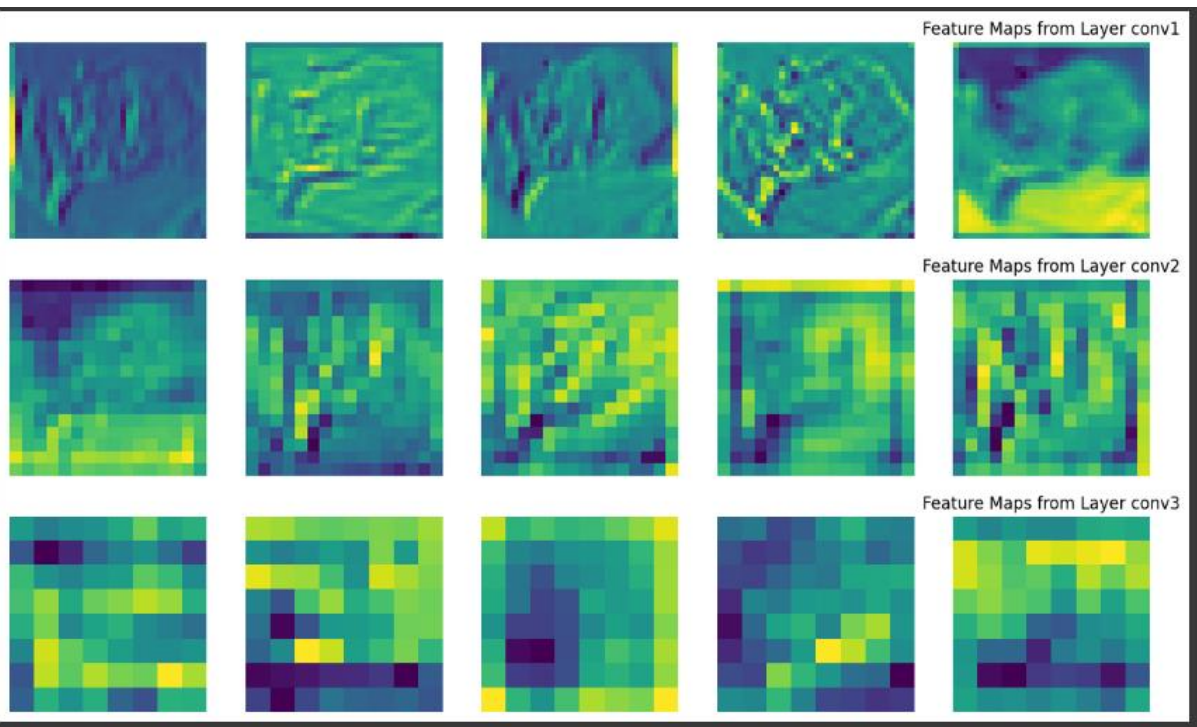 Feature Maps from Layer conv1
Feature Maps from Layer conv2
Feature Maps from Layer conv3